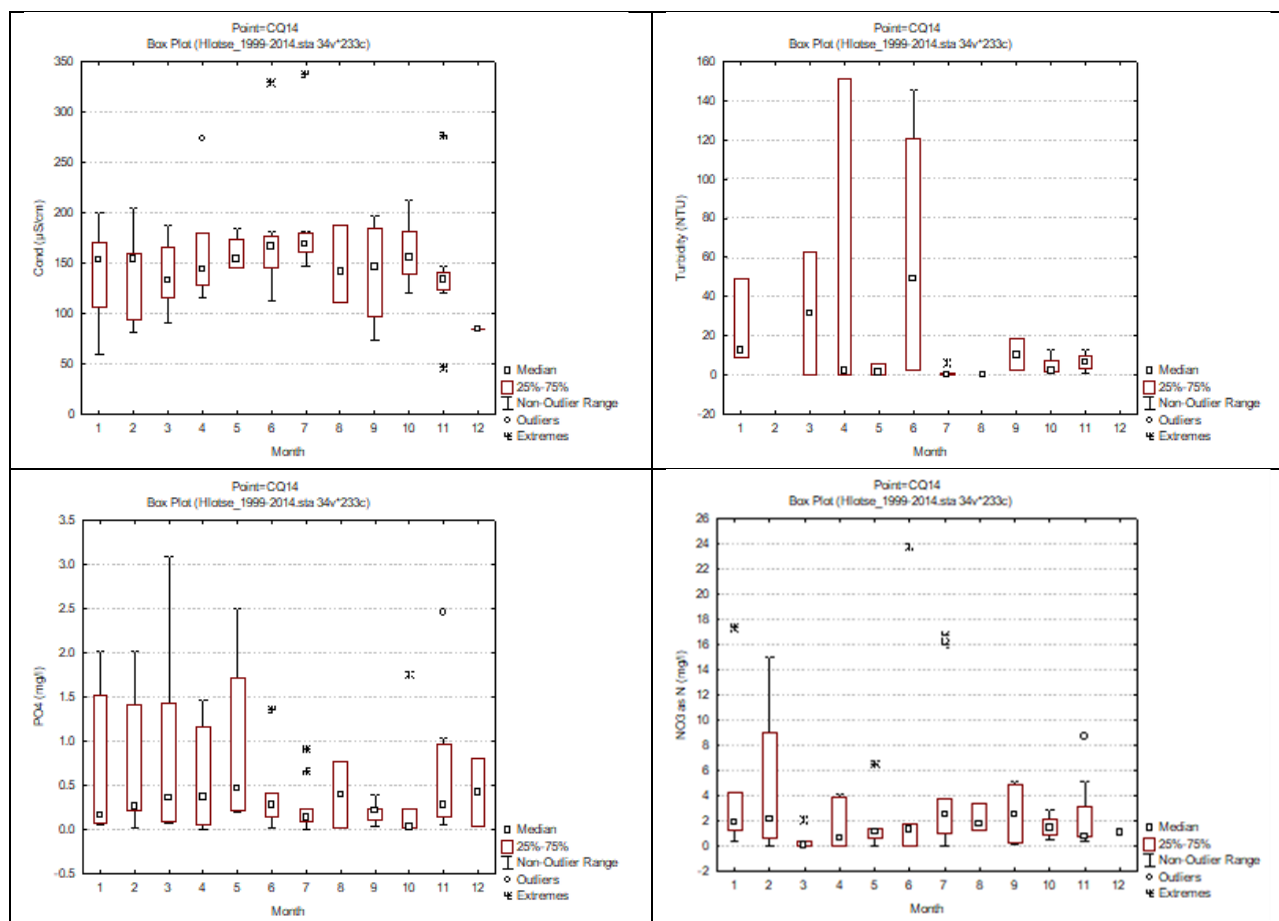 Point=CQ14
Box Plot (Hlotse_1999-2014.sta 34v*233c)
350
300
250
200
150
100
50
0
Cond (µS/cm)
1 2 3 4 5 6 7 8 9 10 11 12
Month
Median
25%-75%
Non-Outlier Range
Outliers
Extremes
Point=CQ14
Box Plot (Hlotse_1999-2014.sta 34v*233c)
160
140
120
100
80
60
40
20
0
-20
Turbidity (NTU)
1 2 3 4 5 6 7 8 9 10 11 12
Month
Median
25%-75%
Non-Outlier Range
Outliers
Extremes
Point=CQ14
Box Plot (Hlotse_1999-2014.sta 34v*233c)
3.5
3.0
2.5
2.0
1.5
1.0
0.5
0.0
-0.5
PO4 (mg/l)
1 2 3 4 5 6 7 8 9 10 11 12
Month
Median
25%-75%
Non-Outlier Range
Outliers
Extremes
Point=CQ14
Box Plot (Hlotse_1999-2014.sta 34v*233c)
26
24
22
20
18
16
14
12
10
8
6
4
2
0
-2
NO3 as N (mg/l)
1 2 3 4 5 6 7 8 9 10 11 12
Month
Median
25%-75%
Non-Outlier Range
Outliers
Extremes